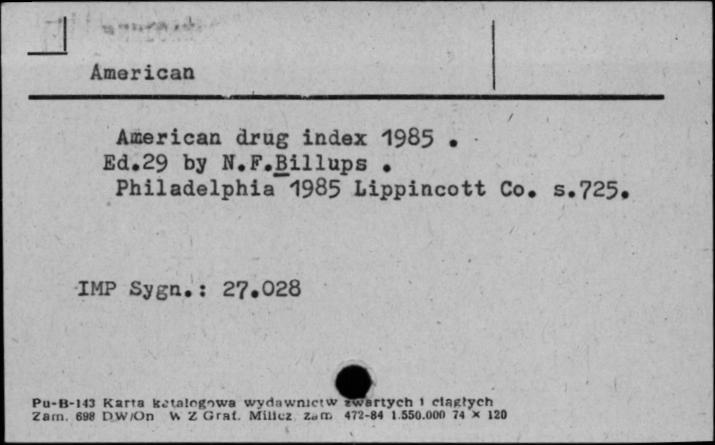 American
American drug index 1985 .
Ed.29 by N.F.Billups .
Philadelphia 1985 Lippincott Co. s.725.
IMP Sygn.: 27.028
Pu-B-143 Karta katalogowa wydawnictw zwartych i ciągłych
Zam. 698 DW/On W Z Graf. Milicz zam. 472-84 1.550.000 74 × 120